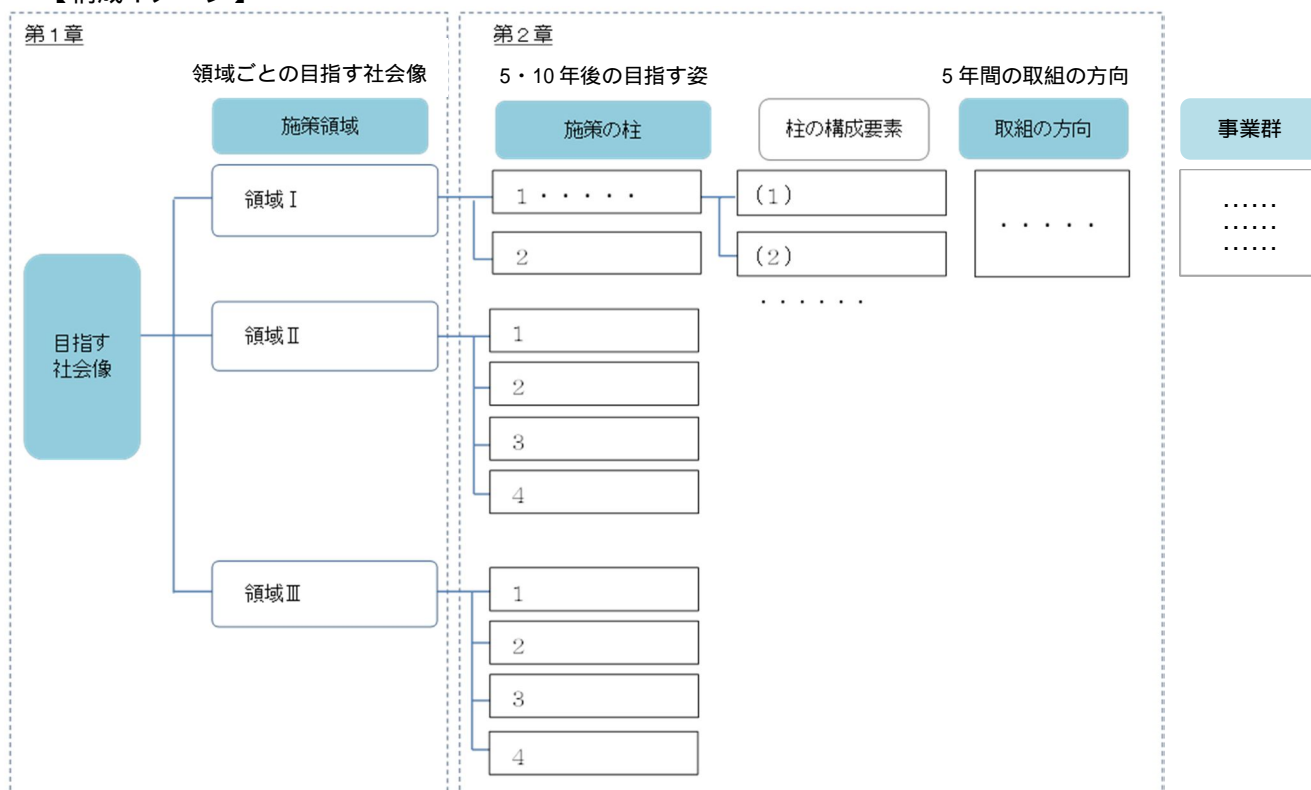 第1章
第2章
領域ごとの目指す社会像
5・10年後の目指す姿
5年間の取組の方向
施策領域
施策の柱
柱の構成要素
取組の方向
事業群
領域Ⅰ
1・・・・・
(1)
・・・・・
……
……
……
2
(2)
・・・・・・
目指す
社会像
領域Ⅱ
1
2
3
4
領域Ⅲ
1
2
3
4